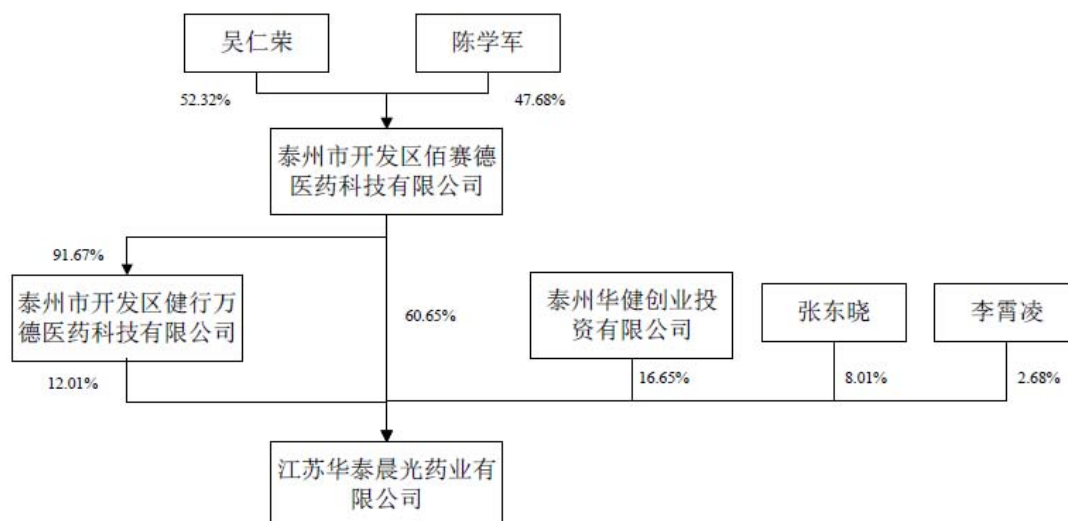 吴仁荣
陈学军
52.32%
47.68%
泰州市开发区佰赛德
医药科技有限公司
91.67%
泰州市开发区健行万
德医药科技有限公司
60.65%
泰州华健创业投
资有限公司
张东晓
李霄凌
12.01%
16.65%
8.01%
2.68%
江苏华泰晨光药业有
限公司